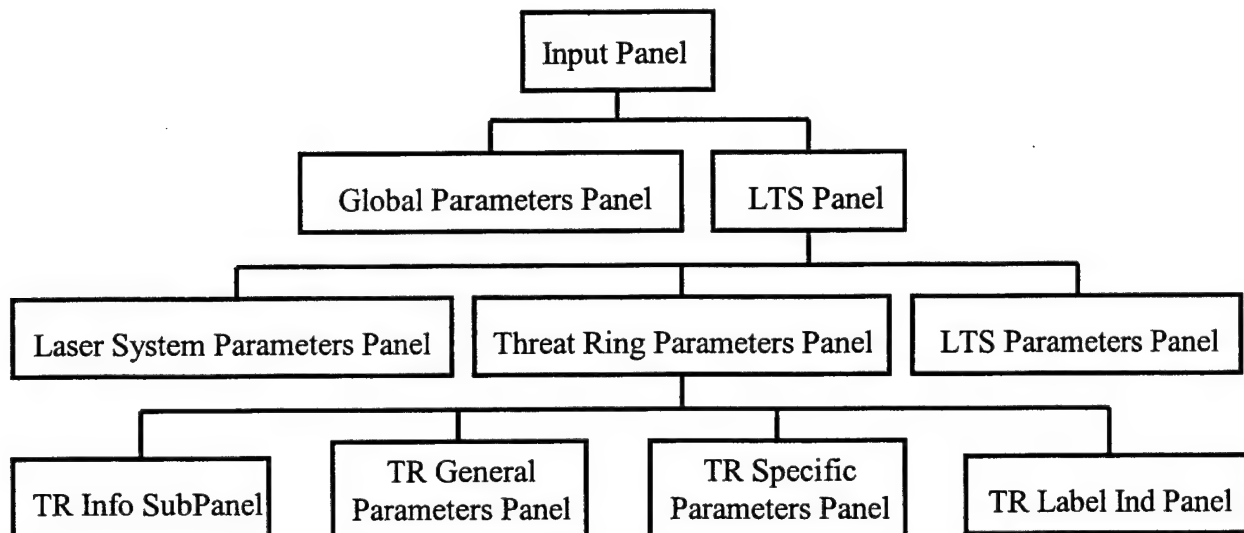 Input Panel
Global Parameters Panel
LTS Panel
Laser System Parameters Panel
Threat Ring Parameters Panel
LTS Parameters Panel
TR Info SubPanel
TR General
Parameters Panel
TR Specific
Parameters Panel
TR Label Ind Panel